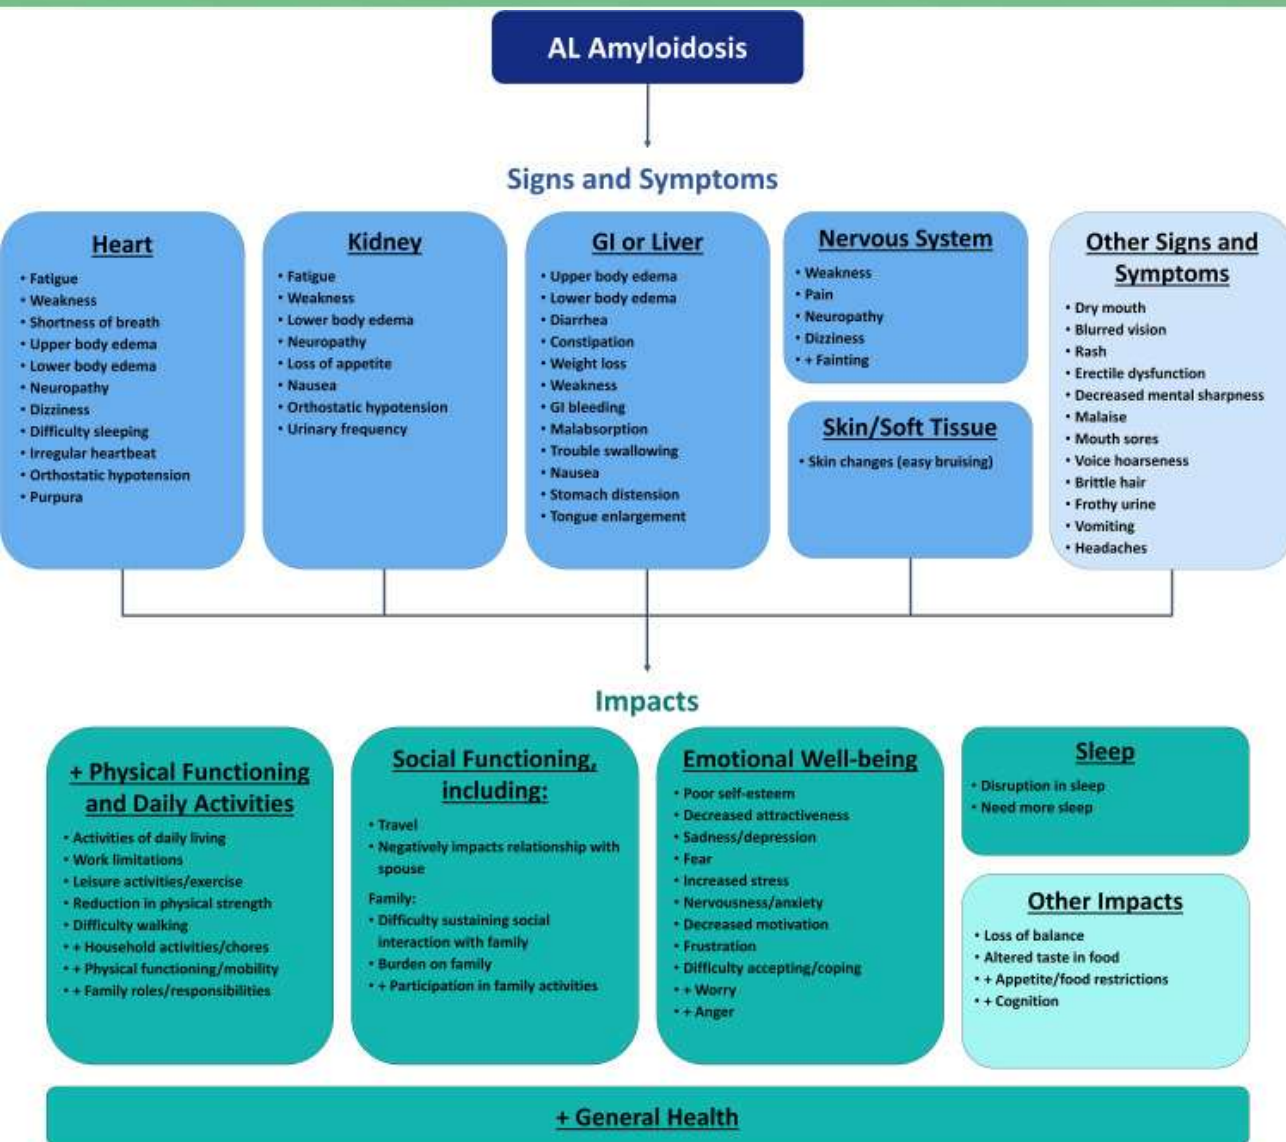 AL Amyloidosis
Signs and Symptoms
Heart
• Fatigue
• Weakness
• Shortness of breath
• Upper body edema
• Lower body edema
• Neuropathy
• Dizziness
• Difficulty sleeping
• Irregular heartbeat
• Orthostatic hypotension
• Purpura
Kidney
• Fatigue
• Weakness
• Lower body edema
• Neuropathy
• Loss of appetite
• Nausea
• Orthostatic hypotension
• Urinary frequency
GI or Liver
• Upper body edema
• Lower body edema
• Diarrhea
• Constipation
• Weight loss
• Weakness
• GI bleeding
• Malabsorption
• Trouble swallowing
• Nausea
• Stomach distension
• Tongue enlargement
Nervous System
• Weakness
• Pain
• Neuropathy
• Dizziness
• + Fainting
Skin/Soft Tissue
• Skin changes (easy bruising)
Other Signs and
Symptoms
• Dry mouth
• Blurred vision
• Rash
• Erectile dysfunction
• Decreased mental sharpness
• Malaise
• Mouth sores
• Voice hoarseness
• Brittle hair
• Frothy urine
• Vomiting
• Headaches
Impacts
+ Physical Functioning
and Daily Activities
• Activities of daily living
• Work limitations
• Leisure activities/exercise
• Reduction in physical strength
• Difficulty walking
• + Household activities/chores
• + Physical functioning/mobility
• + Family roles/responsibilities
Social Functioning,
including:
• Travel
• Negatively impacts relationship with
spouse
Family:
• Difficulty sustaining social
interaction with family
• Burden on family
• + Participation in family activities
Emotional Well-being
• Poor self-esteem
• Decreased attractiveness
• Sadness/depression
• Fear
• Increased stress
• Nervousness/anxiety
• Decreased motivation
• Frustration
• Difficulty accepting/coping
• + Worry
• + Anger
Sleep
• Disruption in sleep
• Need more sleep
Other Impacts
• Loss of balance
• Altered taste in food
• + Appetite/food restrictions
• + Cognition
+ General Health